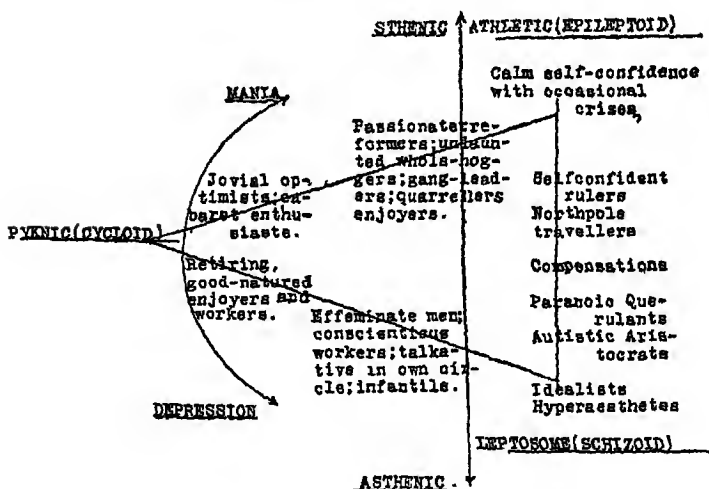 STHENIC
ATHLETIC(EPILEPTOID)
Calm self-confidence
with occasional
crises,
MANIA
Passionate re-
formers; undaun-
ted whole-hog-
gers; gang-lead-
ers; quarrellers
enjoyers.
Jovial op-
timists;
enthu-
siasts.
Selfconfident
rulers
Northpole
travellers
PYKNIC(CYCLOID)
Retiring,
good-natured
enjoyers and
workers.
Compensations
Effeminate men;
conscientious
workers; talka-
tive in own cir-
cle; infantile.
Paranoic Que-
rulants
Autistic Aris-
tocrats
Idealists
Hyperaesthetes
DEPRESSION
LEPTOSOME(SCHIZOID)
ASTHENIC